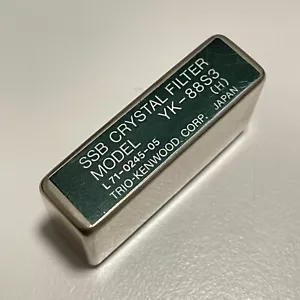 SSB CRYSTAL FILTER
MODEL YK-88S3
(H)
L71-0245-05
TRIO-KENWOOD CORP. JAPAN